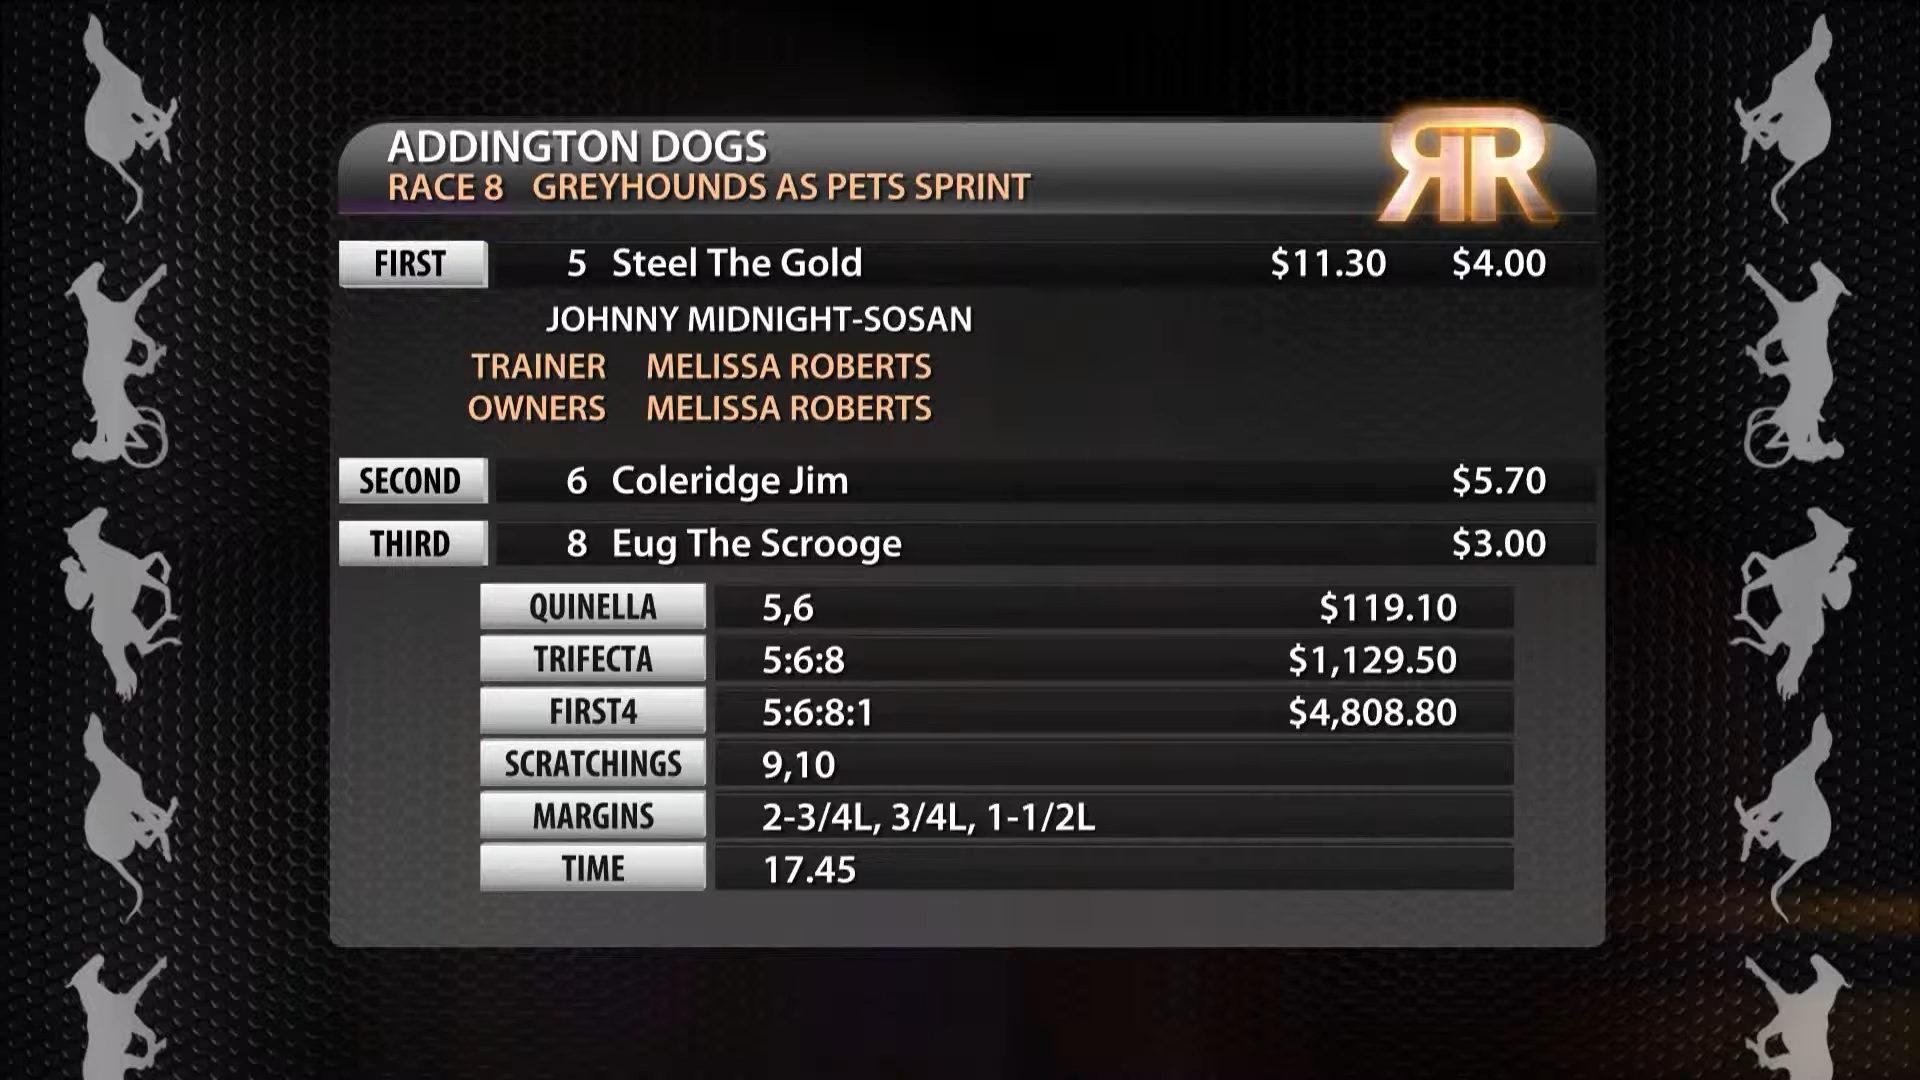 ADDINGTON DOGS
RACE 8 GREYHOUNDS AS PETS SPRINT
FIRST 5 Steel The Gold $11.30 $4.00
JOHNNY MIDNIGHT-SOSAN
TRAINER MELISSA ROBERTS
OWNERS MELISSA ROBERTS
SECOND 6 Coleridge Jim $5.70
THIRD 8 Eug The Scrooge $3.00
QUINELLA 5,6 $119.10
TRIFECTA 5:6:8 $1,129.50
FIRST4 5:6:8:1 $4,808.80
SCRATCHINGS 9,10
MARGINS 2-3/4L, 3/4L, 1-1/2L
TIME 17.45